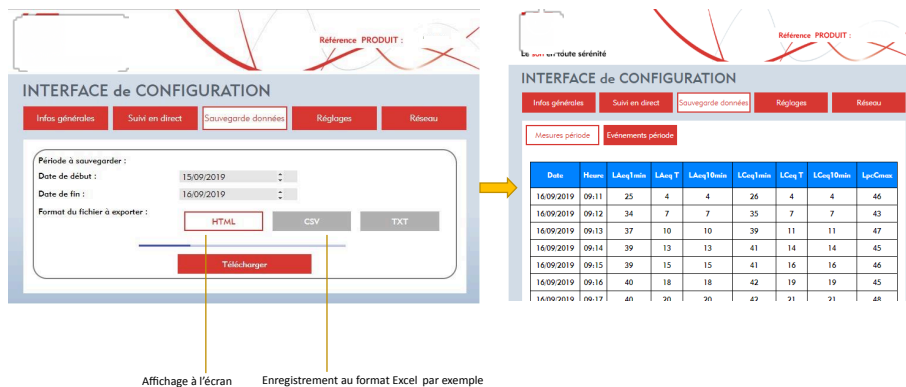 Référence PRODUIT :
INTERFACE de CONFIGURATION
Infos générales Suivi en direct Sauvegarde données Réglages Réseau
Période à sauvegarder :
Date de début : 15/09/2019
Date de fin : 16/09/2019
Format du fichier à exporter :
HTML CSV TXT
Télécharger
Affichage à l'écran
Enregistrement au format Excel par exemple
Référence PRODUIT :
Le son en toute sérénité
INTERFACE de CONFIGURATION
Infos générales Suivi en direct Sauvegarde données Réglages Réseau
Mesures période Evénements période
Date Heure LAeq1min LAeq T LAeq10min LCeq1min LCeq T LCeq10min LpcCmax
16/09/2019 09:11 25 4 4 26 4 4 46
16/09/2019 09:12 34 7 7 35 7 7 43
16/09/2019 09:13 37 10 10 39 11 11 47
16/09/2019 09:14 39 13 13 41 14 14 45
16/09/2019 09:15 39 15 15 41 16 16 46
16/09/2019 09:16 40 18 18 42 19 19 45
16/09/2019 09:17 40 20 20 42 21 21 48